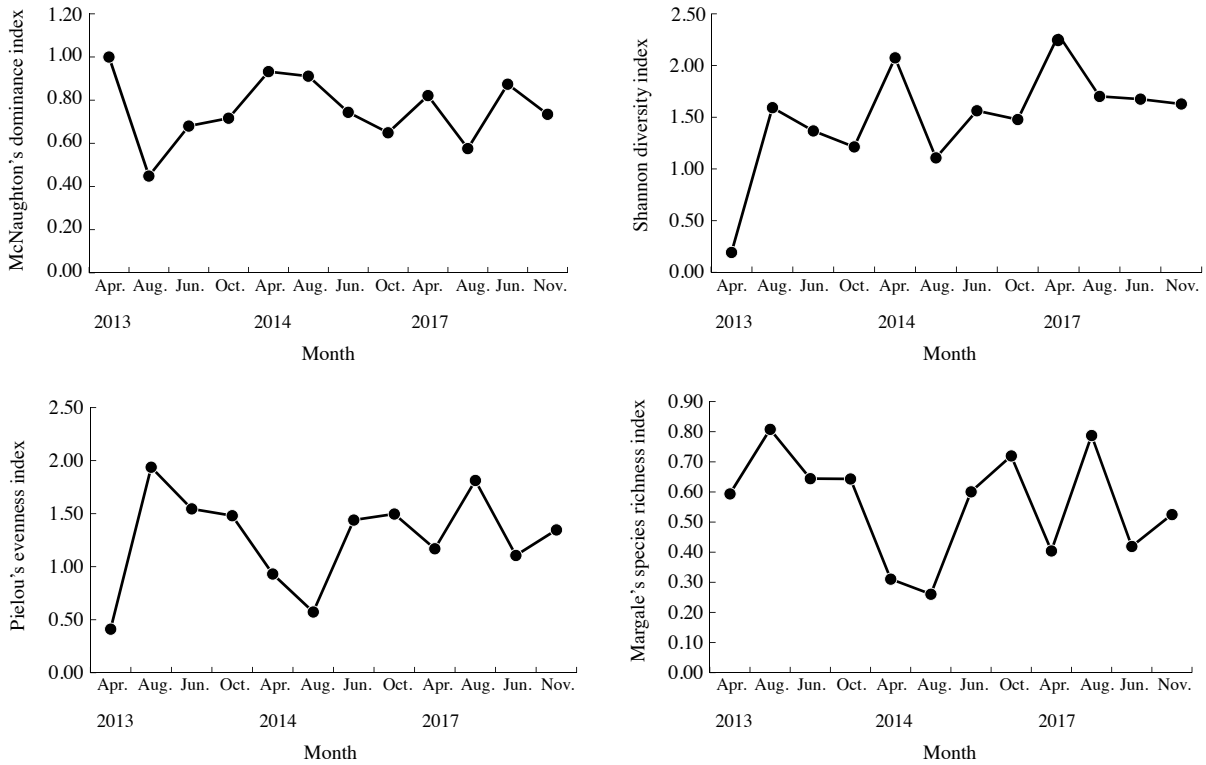 McNaughton's dominance index
1.20
1.00
0.80
0.60
0.40
0.20
0.00
Apr. Aug. Jun. Oct. Apr. Aug. Jun. Oct. Apr. Aug. Jun. Nov.
2013 2014 2017
Month
Shannon diversity index
2.50
2.00
1.50
1.00
0.50
0.00
Apr. Aug. Jun. Oct. Apr. Aug. Jun. Oct. Apr. Aug. Jun. Nov.
2013 2014 2017
Month
Pielou's evenness index
2.50
2.00
1.50
1.00
0.50
0.00
Apr. Aug. Jun. Oct. Apr. Aug. Jun. Oct. Apr. Aug. Jun. Nov.
2013 2014 2017
Month
Margale's species richness index
0.90
0.80
0.70
0.60
0.50
0.40
0.30
0.20
0.10
0.00
Apr. Aug. Jun. Oct. Apr. Aug. Jun. Oct. Apr. Aug. Jun. Nov.
2013 2014 2017
Month